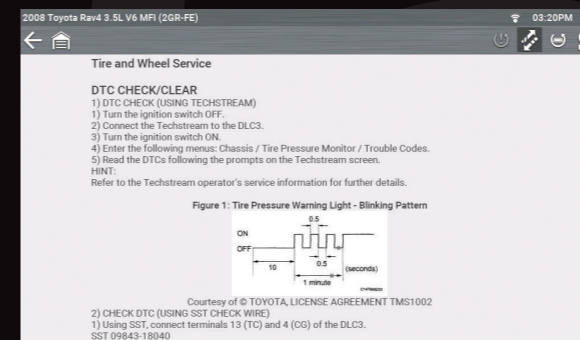 2008 Toyota Rav4 3.5L V6 MFI (2GR-FE)
03:20PM
Tire and Wheel Service
DTC CHECK/CLEAR
1) DTC CHECK (USING TECHSTREAM)
1) Turn the ignition switch OFF.
2) Connect the Techstream to the DLC3.
3) Turn the ignition switch ON.
4) Enter the following menus: Chassis / Tire Pressure Monitor / Trouble Codes.
5) Read the DTCs following the prompts on the Techstream screen.
HINT:
Refer to the Techstream operator's service information for further details.
Figure 1: Tire Pressure Warning Light - Blinking Pattern
0.5
ON
OFF
10
0.5
(seconds)
1 minute
Courtesy of © TOYOTA, LICENSE AGREEMENT TMS1002
2) CHECK DTC (USING SST CHECK WIRE)
1) Using SST, connect terminals 13 (TC) and 4 (CG) of the DLC3.
SST 09843-18040